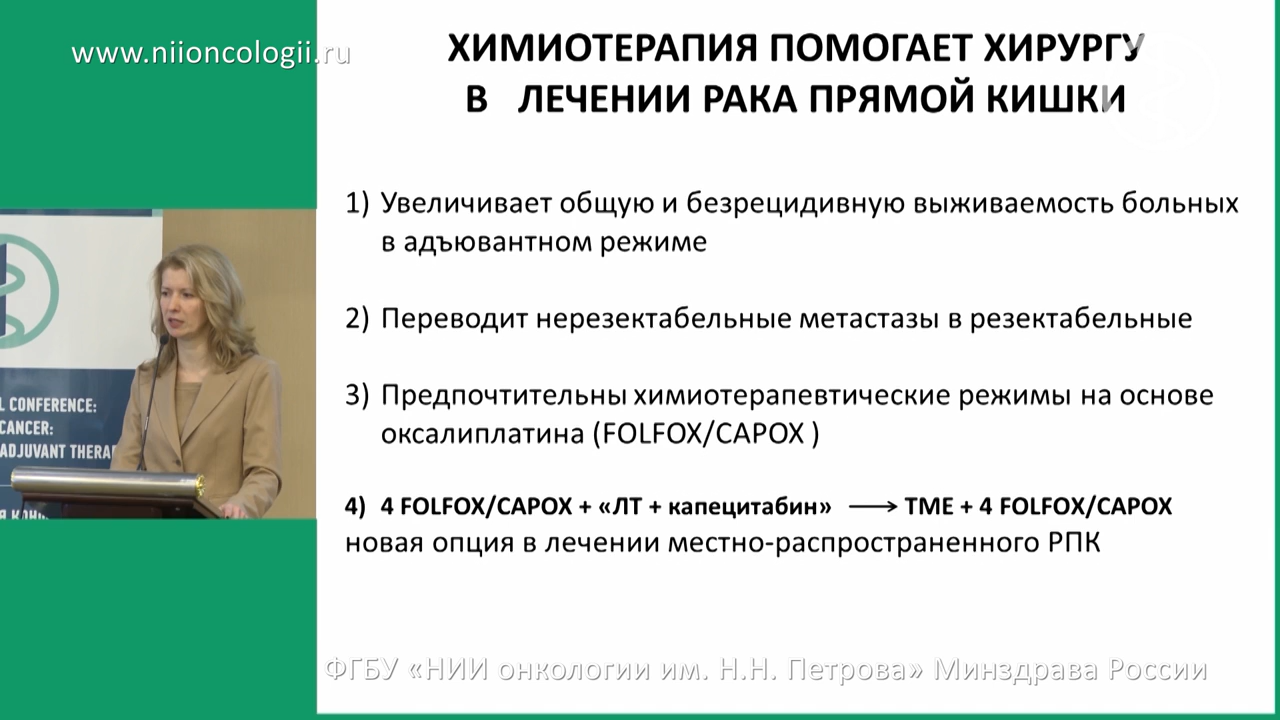 www.niioncologii.ru
ХИМИОТЕРАПИЯ ПОМОГАЕТ ХИРУРГУ
В ЛЕЧЕНИИ РАКА ПРЯМОЙ КИШКИ
1) Увеличивает общую и безрецидивную выживаемость больных
в адъювантном режиме
2) Переводит нерезектабельные метастазы в резектабельные
3) Предпочтительны химиотерапевтические режимы на основе
оксалиплатина (FOLFOX/CAPOX )
4) 4 FOLFOX/CAPOX + «ЛТ + капецитабин» ⟶ TME + 4 FOLFOX/CAPOX
новая опция в лечении местно-распространенного РПК
L CONFERENCE:
CANCER:
ADJUVANT THERA
ФГБУ «НИИ онкологии им. Н.Н. Петрова» Минздрава России